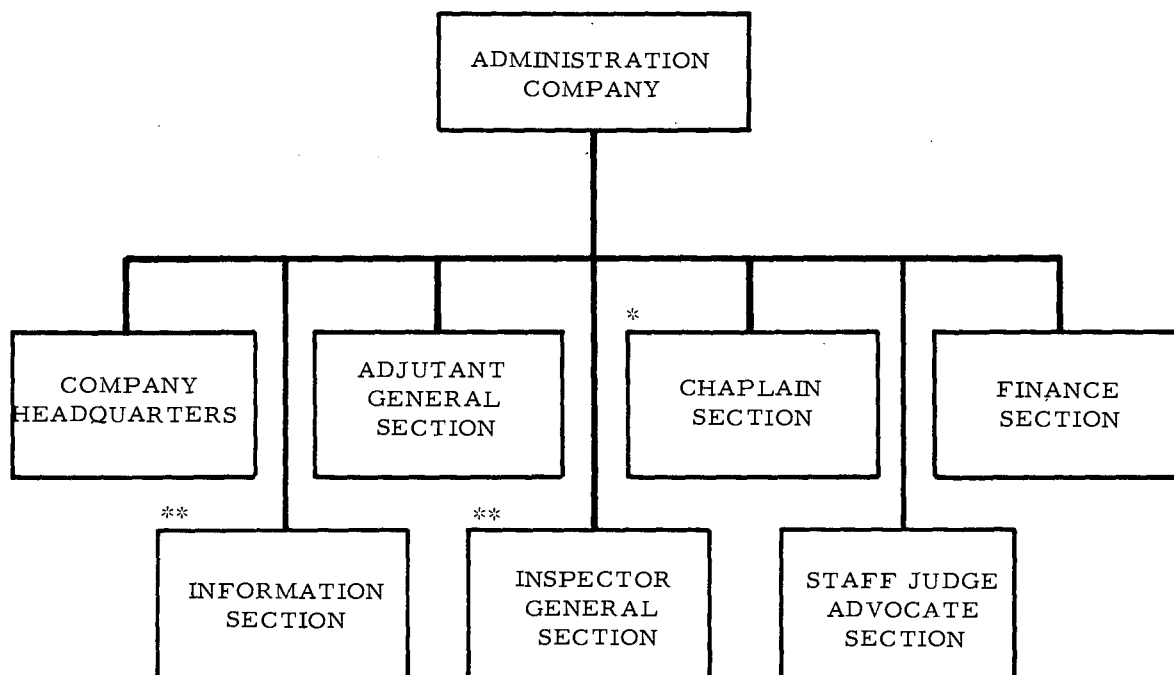 ADMINISTRATION
COMPANY
COMPANY
HEADQUARTERS
ADJUTANT
GENERAL
SECTION
*
CHAPLAIN
SECTION
FINANCE
SECTION
**
INFORMATION
SECTION
**
INSPECTOR
GENERAL
SECTION
STAFF JUDGE
ADVOCATE
SECTION